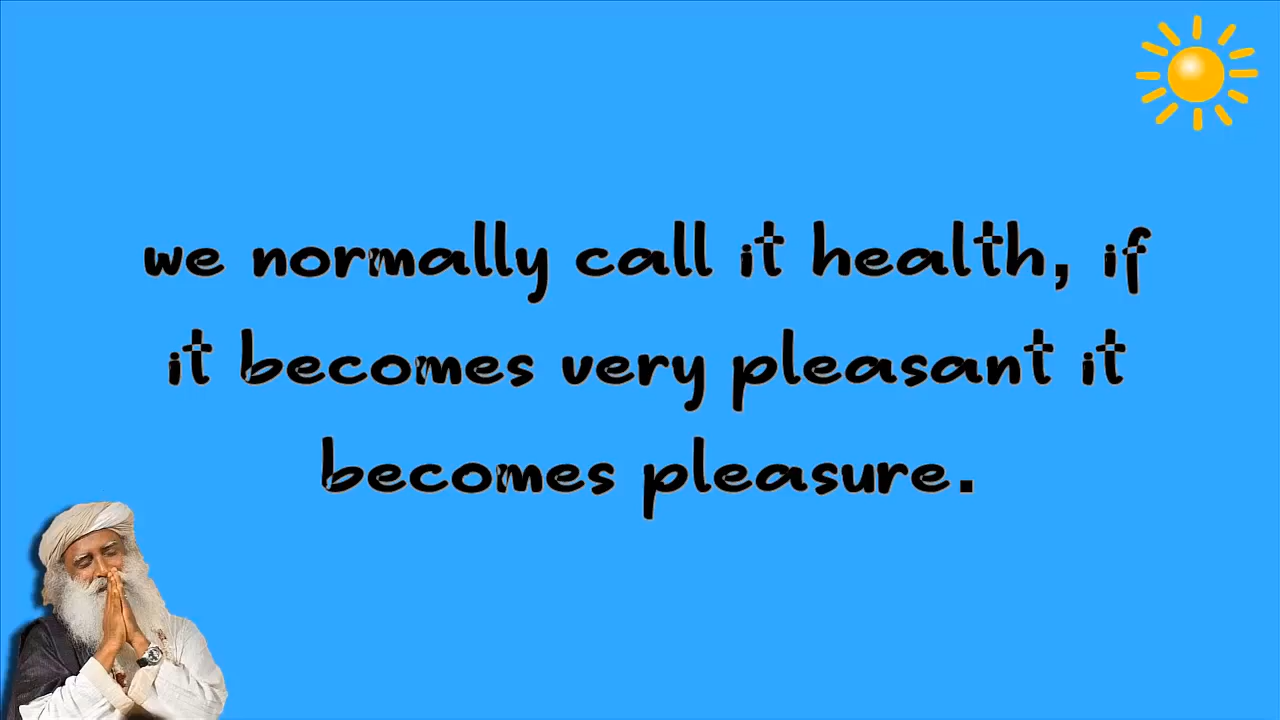 we normally call it health, if
it becomes very pleasant it
becomes pleasure.